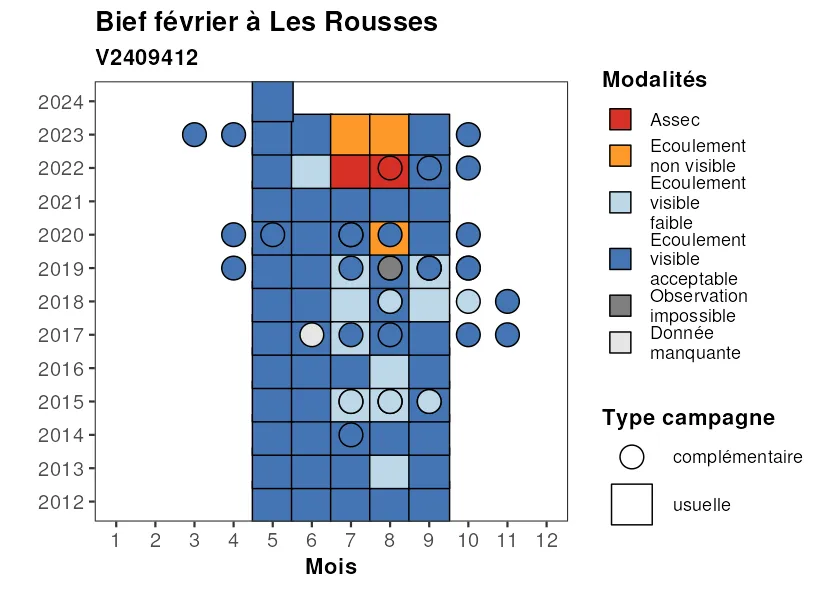 Bief février à Les Rousses
V2409412
2024
2023
2022
2021
2020
2019
2018
2017
2016
2015
2014
2013
2012
1 2 3 4 5 6 7 8 9 10 11 12
Mois
Modalités
Assec
Ecoulement
non visible
Ecoulement
visible
faible
Ecoulement
visible
acceptable
Observation
impossible
Donnée
manquante
Type campagne
complémentaire
usuelle